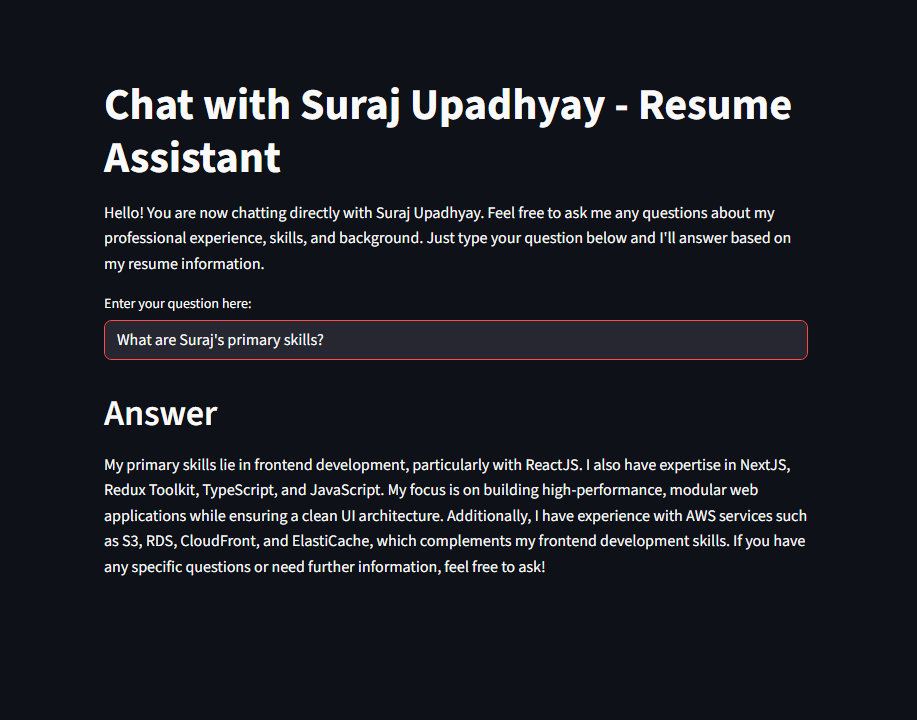 Chat with Suraj Upadhyay - Resume
Assistant
Hello! You are now chatting directly with Suraj Upadhyay. Feel free to ask me any questions about my
professional experience, skills, and background. Just type your question below and I'll answer based on
my resume information.
Enter your question here:
What are Suraj's primary skills?
Answer
My primary skills lie in frontend development, particularly with ReactJS. I also have expertise in NextJS,
Redux Toolkit, TypeScript, and JavaScript. My focus is on building high-performance, modular web
applications while ensuring a clean UI architecture. Additionally, I have experience with AWS services such
as S3, RDS, CloudFront, and ElastiCache, which complements my frontend development skills. If you have
any specific questions or need further information, feel free to ask!